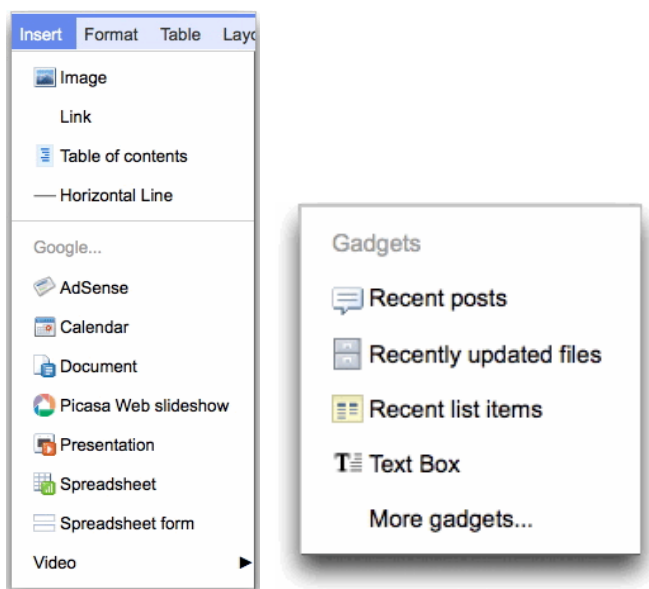 Insert Format Table Layo
Image
Link
Table of contents
Horizontal Line
Google...
AdSense
Calendar
Document
Picasa Web slideshow
Presentation
Spreadsheet
Spreadsheet form
Video
Gadgets
Recent posts
Recently updated files
Recent list items
Text Box
More gadgets...